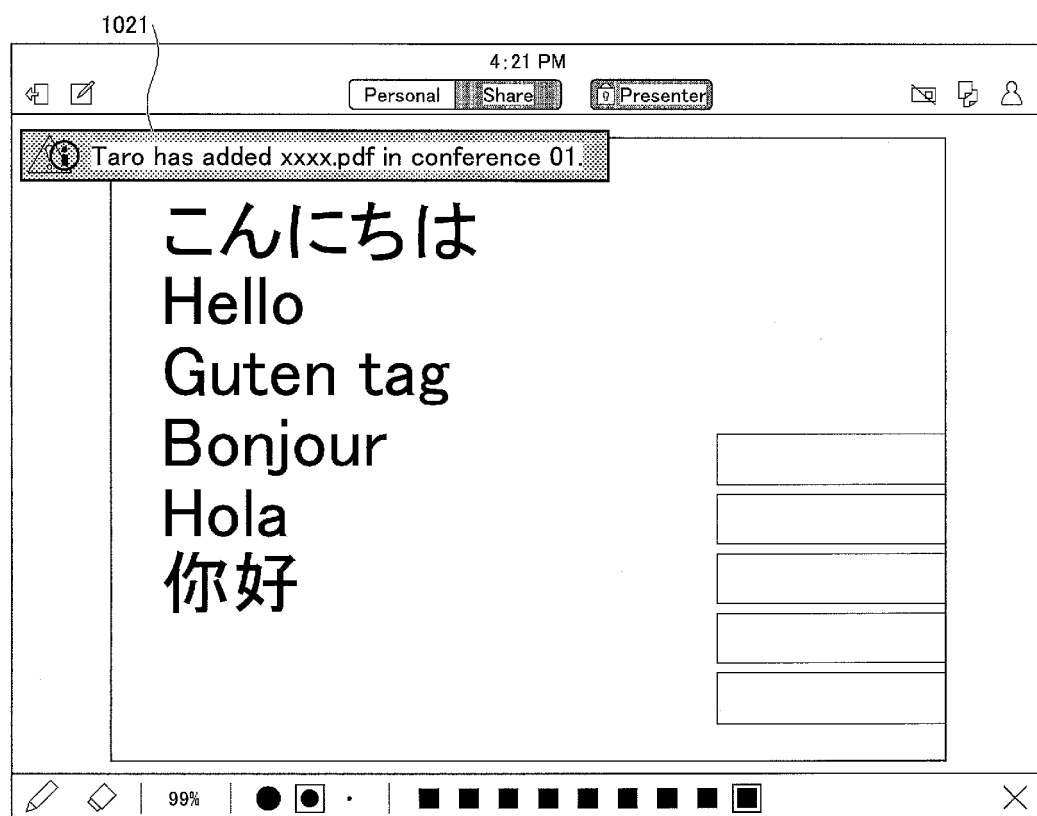 1021
4:21 PM
Personal Share Presenter
Taro has added xxxx.pdf in conference 01.
こんにちは
Hello
Guten tag
Bonjour
Hola
你好
99%